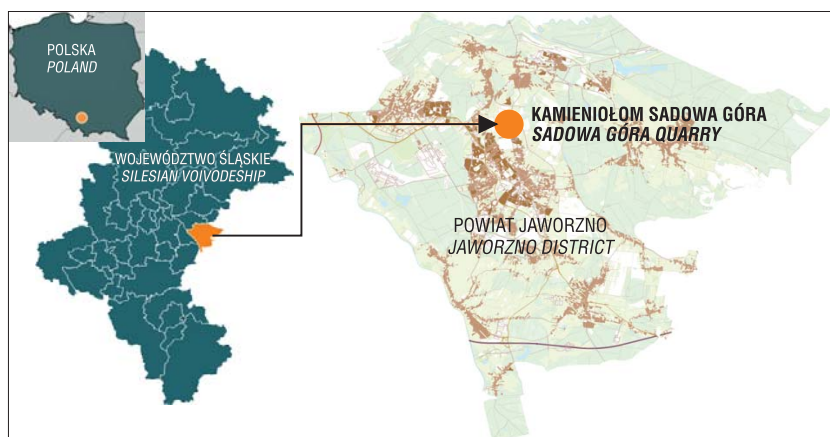 POLSKA
POLAND
WOJEWÓDZTWO ŚLĄSKIE
SILESIAN VOIVODESHIP
KAMIENIOŁOM SADOWA GÓRA
SADOWA GÓRA QUARRY
POWIAT JAWORZNO
JAWORZNO DISTRICT